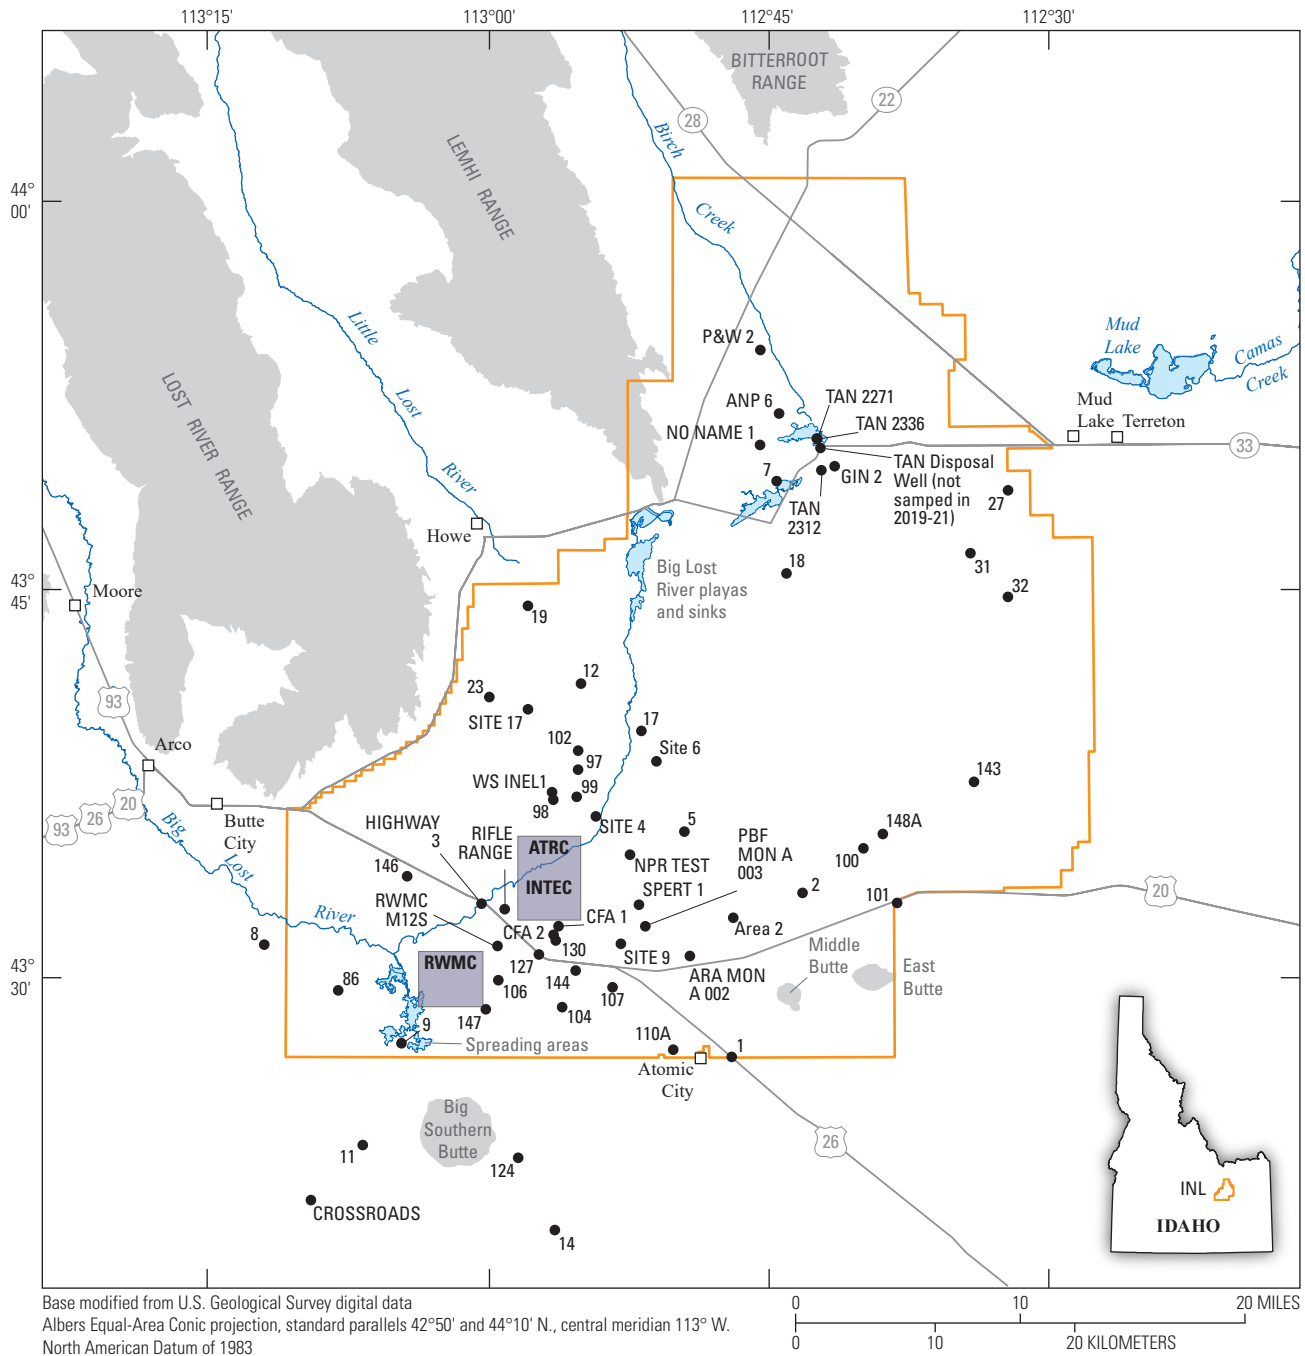 113°15'
113°00'
112°45'
112°30'
BITTERROOT
RANGE
22
28
Birch
LEMHI RANGE
44°
00'
Creek
Little
Mud
Lake
Camas
Creek
P&W 2
LOST RIVER RANGE
Lost
ANP 6
TAN 2271
Mud
Lake
Terreton
TAN 2336
NO NAME 1
33
TAN Disposal
Well (not
samped in
2019-21)
River
7
GIN 2
27
TAN
2312
Howe
18
31
Big Lost
River playas
and sinks
43°
45'
Moore
32
19
12
23
93
SITE 17
17
Arco
102
Site 6
97
143
WS INEL1
99
20
26
93
98
Butte
City
Big
HIGHWAY
3
RIFLE
RANGE
SITE 4
5
148A
ATRC
PBF
MON A
003
Lost
NPR TEST
100
146
INTEC
SPERT 1
2
20
RWMC
M12S
101
River
CFA 1
Area 2
8
CFA 2
130
Middle
Butte
RWMC
127
SITE 9
East
Butte
43°
30'
86
106
144
ARA MON
A 002
107
147
104
9
110A
1
Spreading areas
Atomic
City
Big
Southern
Butte
26
11
124
INL
CROSSROADS
IDAHO
14
Base modified from U.S. Geological Survey digital data
Albers Equal-Area Conic projection, standard parallels 42°50' and 44°10' N., central meridian 113° W.
North American Datum of 1983
0 10 20 MILES
0 10 20 KILOMETERS